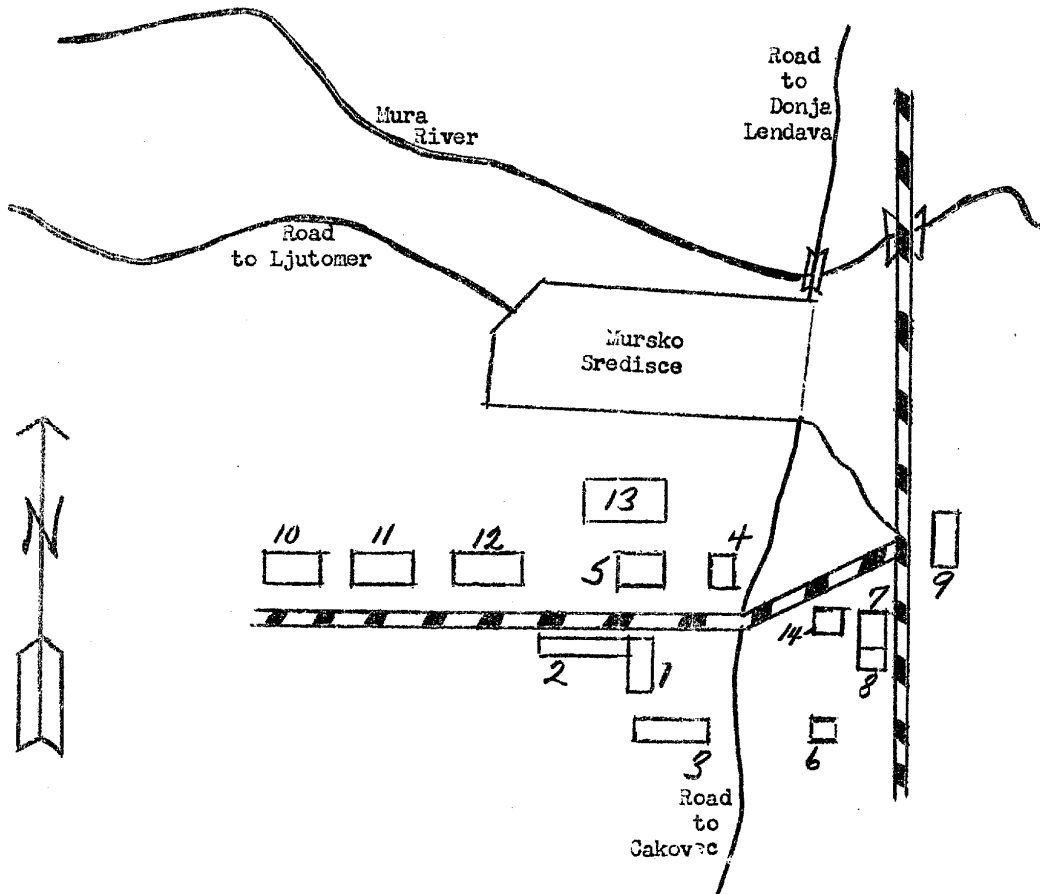 Road
to
Donja
Lendava
Mura
River
Road
to Ljutomer
Mursko
Sredisce
N
13
10
11
12
5
4
9
7
14
2
1
8
3
6
Road
to
Cakovec